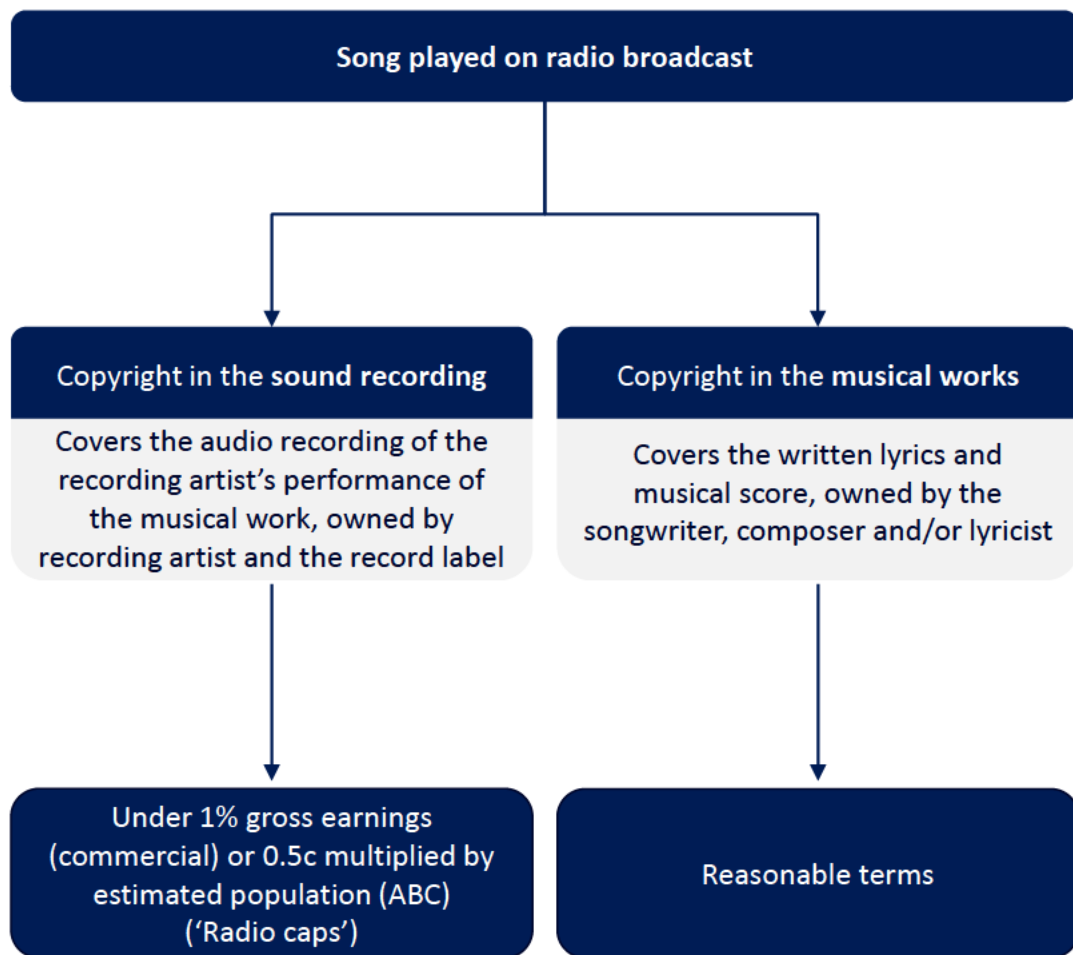 Song played on radio broadcast
Copyright in the sound recording
Covers the audio recording of the
recording artist’s performance of
the musical work, owned by
recording artist and the record label
Under 1% gross earnings
(commercial) or 0.5c multiplied by
estimated population (ABC)
(‘Radio caps’)
Copyright in the musical works
Covers the written lyrics and
musical score, owned by the
songwriter, composer and/or lyricist
Reasonable terms